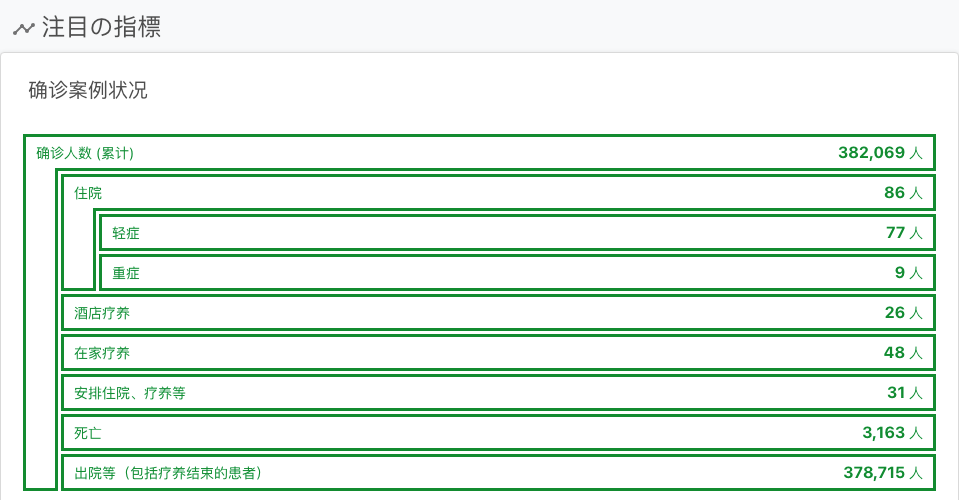 注目の指標
确诊案例状况
确诊人数 (累计) 382,069 人
住院 86 人
轻症 77 人
重症 9 人
酒店疗养 26 人
在家疗养 48 人
安排住院、疗养等 31 人
死亡 3,163 人
出院等（包括疗养结束的患者） 378,715 人